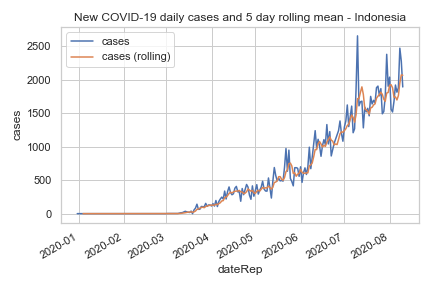 New COVID-19 daily cases and 5 day rolling mean - Indonesia
cases
cases (rolling)
2500
2000
1500
1000
500
0
cases
2020-01
2020-02
2020-03
2020-04
2020-05
2020-06
2020-07
2020-08
dateRep